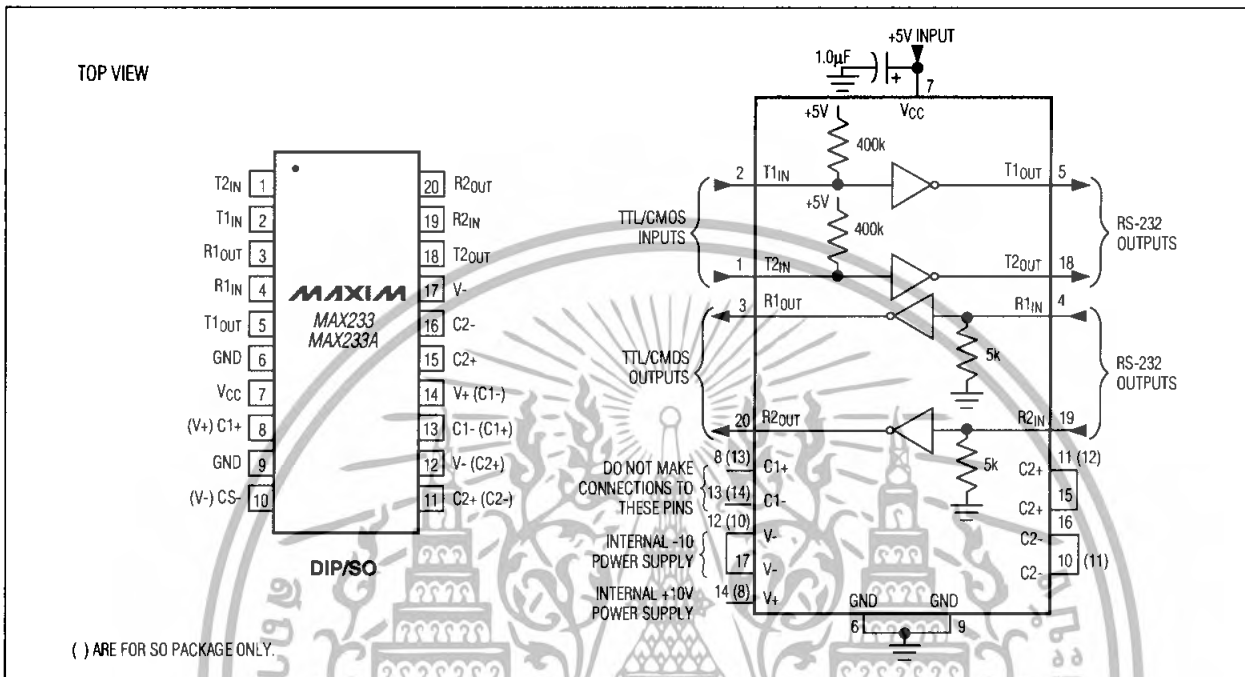 TOP VIEW
T2IN 1
T1IN 2
R1OUT 3
R1IN 4
T1OUT 5
GND 6
VCC 7
(V+) C1+ 8
GND 9
(V-) CS- 10
MAXIM
MAX233
MAX233A
20 R2OUT
19 R2IN
18 T2OUT
17 V-
16 C2-
15 C2+
14 V+ (C1-)
13 C1- (C1+)
12 V- (C2+)
11 C2+ (C2-)
DIP/SO
( ) ARE FOR SO PACKAGE ONLY.
+5V INPUT
1.0µF
+
7
VCC
+5V
400k
2 T1IN
T1OUT 5
+5V
400k
TTL/CMOS
INPUTS
RS-232
OUTPUTS
1 T2IN
T2OUT 18
3 R1OUT
R1IN 4
5k
TTL/CMOS
OUTPUTS
RS-232
OUTPUTS
20 R2OUT
R2IN 19
5k
8 (13) C1+
DO NOT MAKE
CONNECTIONS TO
THESE PINS
13 (14) C1-
12 (10) V-
INTERNAL -10
POWER SUPPLY
17 V-
14 (8) V+
INTERNAL +10V
POWER SUPPLY
C2+ 11 (12)
C2+ 15
C2- 16
C2- 10 (11)
GND GND
6 9